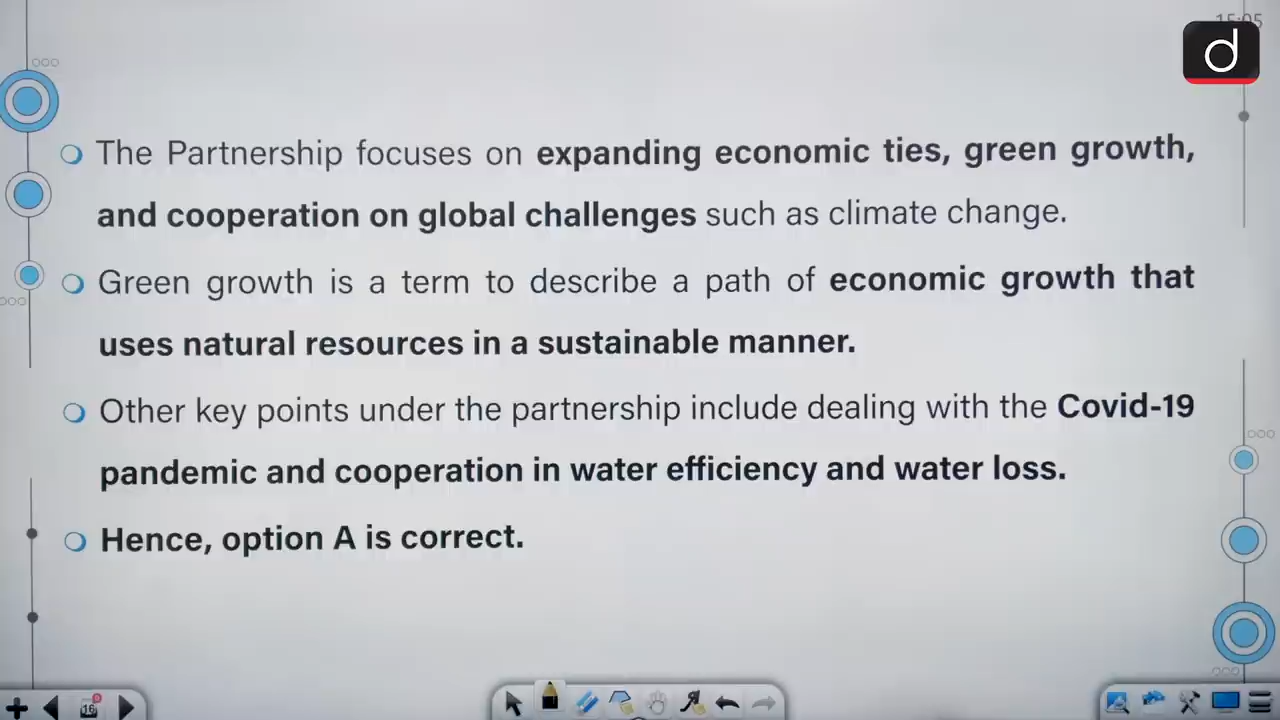 15:05
d
The Partnership focuses on expanding economic ties, green growth,
and cooperation on global challenges such as climate change.
Green growth is a term to describe a path of economic growth that
uses natural resources in a sustainable manner.
Other key points under the partnership include dealing with the Covid-19
pandemic and cooperation in water efficiency and water loss.
Hence, option A is correct.
16